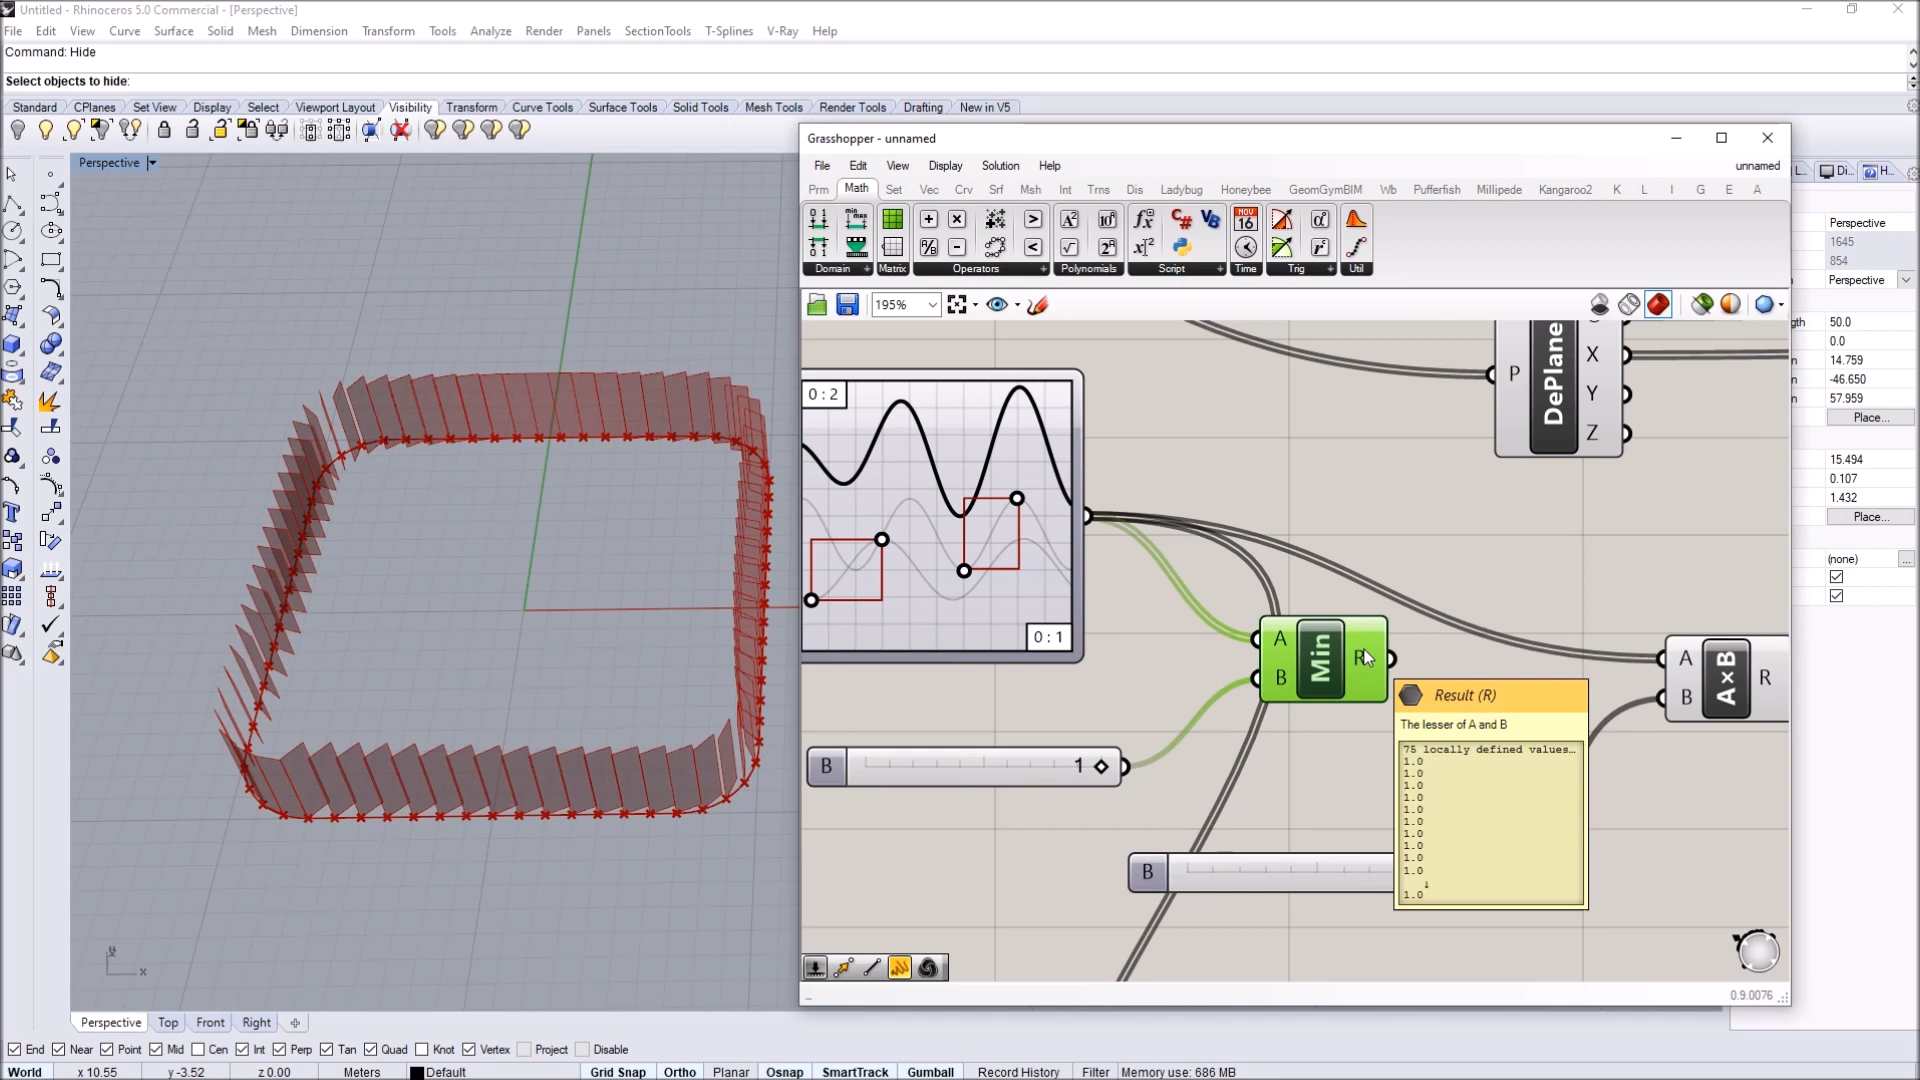 Untitled - Rhinoceros 5.0 Commercial - [Perspective]
File Edit View Curve Surface Solid Mesh Dimension Transform Tools Analyze Render Panels SectionTools T-Splines V-Ray Help
Command: Hide
Select objects to hide:
Standard CPlanes Set View Display Select Viewport Layout Visibility Transform Curve Tools Surface Tools Solid Tools Mesh Tools Render Tools Drafting New in V5
Perspective
Grasshopper - unnamed
File Edit View Display Solution Help unnamed
Prm Math Set Vec Crv Srf Msh Int Trns Dis Ladybug Honeybee GeomGymBIM Wb Pufferfish Millipede Kangaroo2 K L I G E A
Domain Matrix Operators Polynomials Script Time Trig Util
195%
L... Di... H...
Perspective
1645
854
Perspective
gth 50.0
0.0
n 14.759
n -46.650
n 57.959
Place...
15.494
0.107
1.432
Place...
(none) ...
0 : 2
0 : 1
P DePlane X Y Z
A B Min R
A B A×B R
B 1
B
Result (R)
The lesser of A and B
75 locally defined values...
1.0
1.0
1.0
1.0
1.0
1.0
1.0
1.0
1.0
1.0
1.0
0.9.0076
y
x
Perspective Top Front Right
End Near Point Mid Cen Int Perp Tan Quad Knot Vertex Project Disable
World x 10.55 y -3.52 z 0.00 Meters Default Grid Snap Ortho Planar Osnap SmartTrack Gumball Record History Filter Memory use: 686 MB